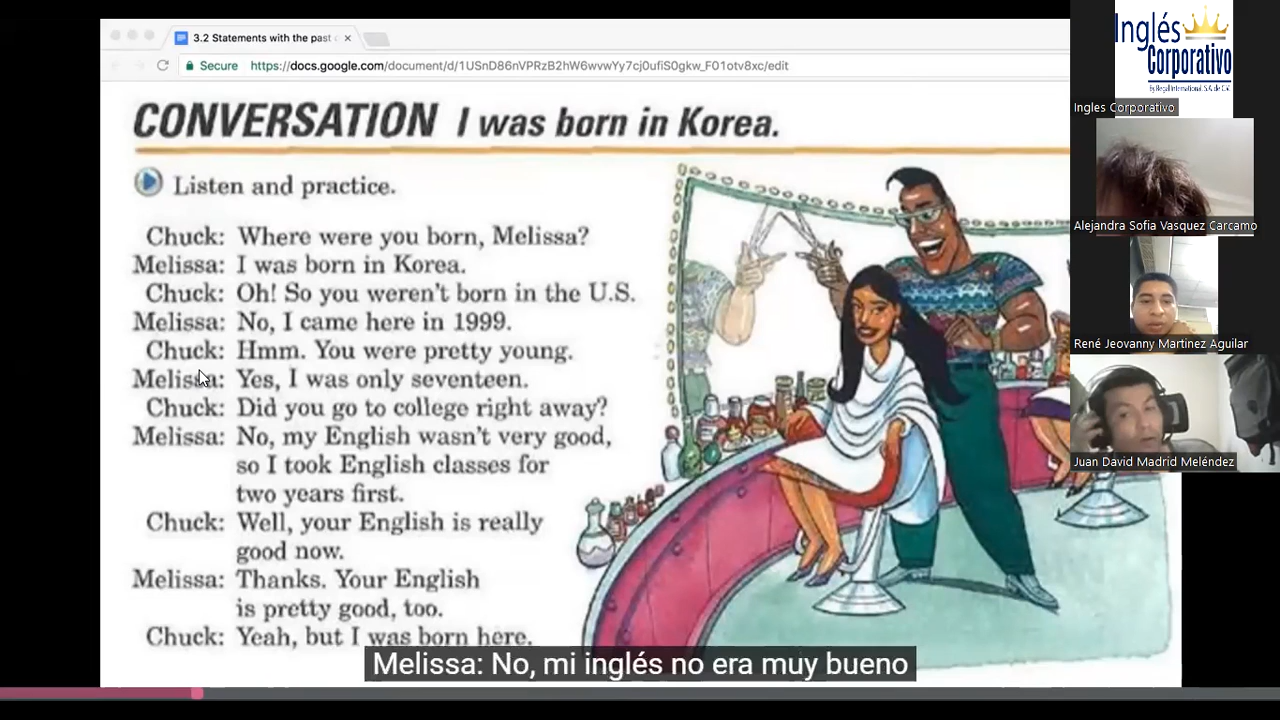 3.2 Statements with the past
Secure
https://docs.google.com/document/d/1USnD86nVPRzB2hW6wvwYy7cj0ufiS0gkw_F01otv8xc/edit
CONVERSATION I was born in Korea.
Listen and practice.
Chuck: Where were you born, Melissa?
Melissa: I was born in Korea.
Chuck: Oh! So you weren't born in the U.S.
Melissa: No, I came here in 1999.
Chuck: Hmm. You were pretty young.
Melissa: Yes, I was only seventeen.
Chuck: Did you go to college right away?
Melissa: No, my English wasn't very good,
so I took English classes for
two years first.
Chuck: Well, your English is really
good now.
Melissa: Thanks. Your English
is pretty good, too.
Chuck: Yeah, but I was born here.
Melissa: No, mi inglés no era muy bueno
Inglés
Corporativo
By Regal International, S.A. de C.V.
Ingles Corporativo
Alejandra Sofia Vasquez Carcamo
René Jeovanny Martinez Aguilar
Juan David Madrid Meléndez